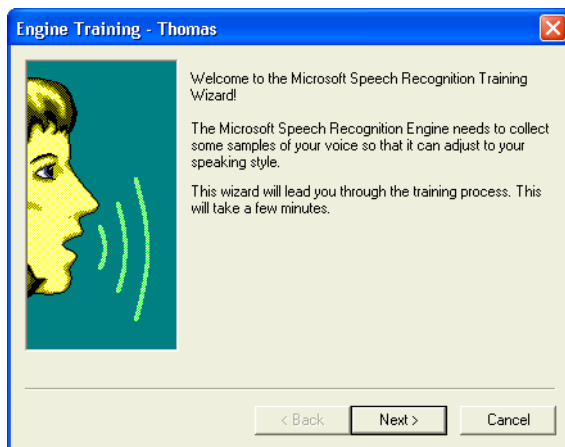 Engine Training - Thomas
Welcome to the Microsoft Speech Recognition Training
Wizard!
The Microsoft Speech Recognition Engine needs to collect
some samples of your voice so that it can adjust to your
speaking style.
This wizard will lead you through the training process. This
will take a few minutes.
< Back
Next >
Cancel